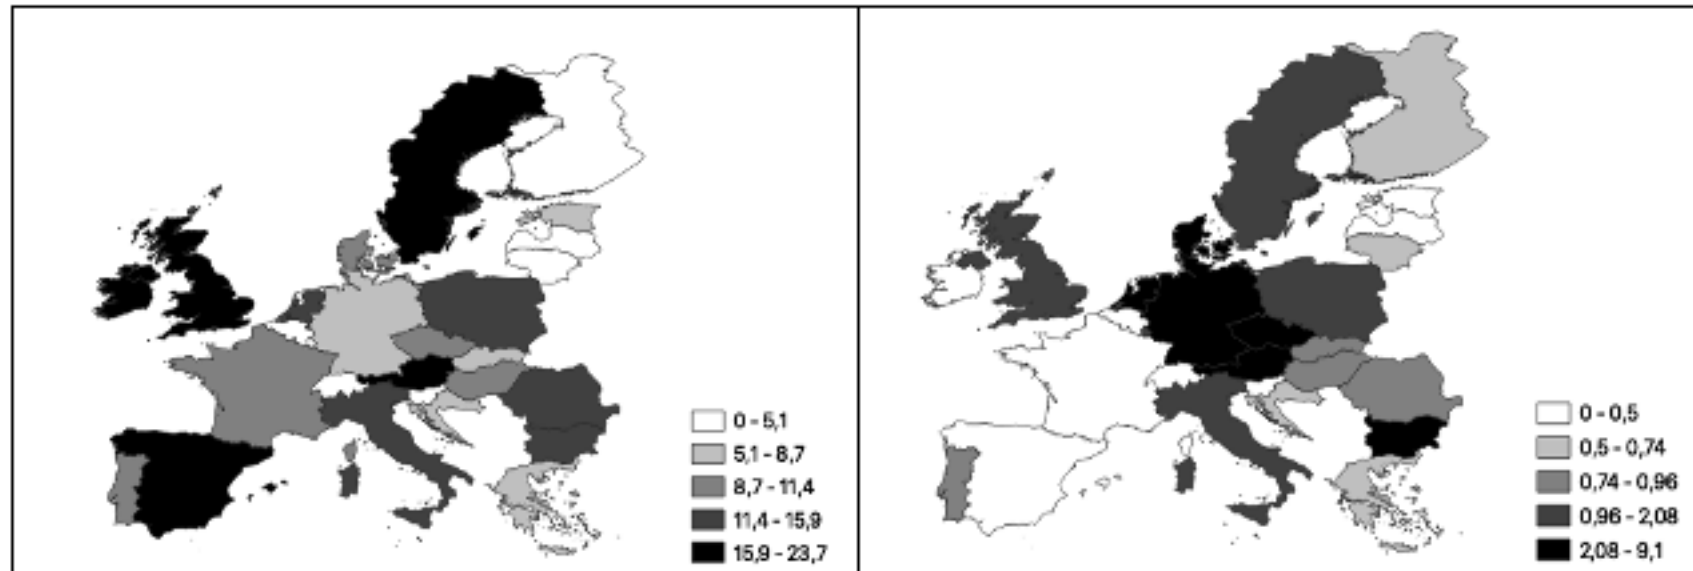 0 - 5,1
5,1 - 8,7
8,7 - 11,4
11,4 - 15,9
15,9 - 23,7
0 - 0,5
0,5 - 0,74
0,74 - 0,96
0,96 - 2,08
2,08 - 9,1